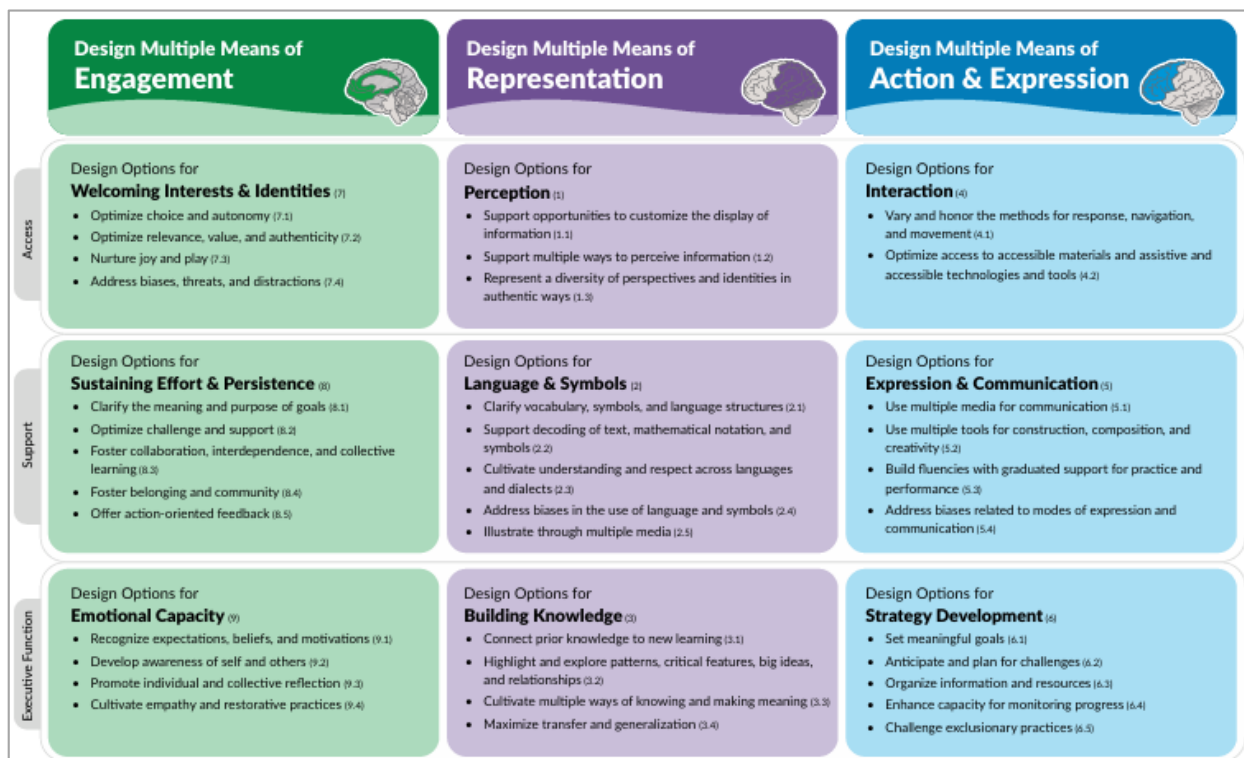 Design Multiple Means of
Engagement
Design Multiple Means of
Representation
Design Multiple Means of
Action & Expression
Access
Design Options for
Welcoming Interests & Identities (7)
• Optimize choice and autonomy (7.1)
• Optimize relevance, value, and authenticity (7.2)
• Nurture joy and play (7.3)
• Address biases, threats, and distractions (7.4)
Design Options for
Perception (1)
• Support opportunities to customize the display of
information (1.1)
• Support multiple ways to perceive information (1.2)
• Represent a diversity of perspectives and identities in
authentic ways (1.3)
Design Options for
Interaction (4)
• Vary and honor the methods for response, navigation,
and movement (4.1)
• Optimize access to accessible materials and assistive and
accessible technologies and tools (4.2)
Support
Design Options for
Sustaining Effort & Persistence (8)
• Clarify the meaning and purpose of goals (8.1)
• Optimize challenge and support (8.2)
• Foster collaboration, interdependence, and collective
learning (8.3)
• Foster belonging and community (8.4)
• Offer action-oriented feedback (8.5)
Design Options for
Language & Symbols (2)
• Clarify vocabulary, symbols, and language structures (2.1)
• Support decoding of text, mathematical notation, and
symbols (2.2)
• Cultivate understanding and respect across languages
and dialects (2.3)
• Address biases in the use of language and symbols (2.4)
• Illustrate through multiple media (2.5)
Design Options for
Expression & Communication (5)
• Use multiple media for communication (5.1)
• Use multiple tools for construction, composition, and
creativity (5.2)
• Build fluencies with graduated support for practice and
performance (5.3)
• Address biases related to modes of expression and
communication (5.4)
Executive Function
Design Options for
Emotional Capacity (9)
• Recognize expectations, beliefs, and motivations (9.1)
• Develop awareness of self and others (9.2)
• Promote individual and collective reflection (9.3)
• Cultivate empathy and restorative practices (9.4)
Design Options for
Building Knowledge (3)
• Connect prior knowledge to new learning (3.1)
• Highlight and explore patterns, critical features, big ideas,
and relationships (3.2)
• Cultivate multiple ways of knowing and making meaning (3.3)
• Maximize transfer and generalization (3.4)
Design Options for
Strategy Development (6)
• Set meaningful goals (6.1)
• Anticipate and plan for challenges (6.2)
• Organize information and resources (6.3)
• Enhance capacity for monitoring progress (6.4)
• Challenge exclusionary practices (6.5)